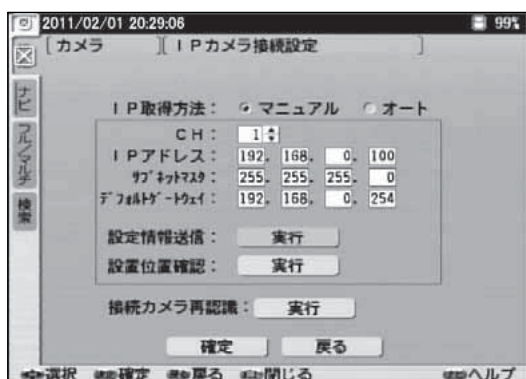 2011/02/01 20:29:06 99%
[カメラ ][IPカメラ接続設定 ]
ナビ
フル/マルチ
検索
IP取得方法: マニュアル オート
CH: 1
IPアドレス: 192. 168. 0. 100
サブネットマスク: 255. 255. 255. 0
デフォルトゲートウェイ: 192. 168. 0. 254
設定情報送信: 実行
設置位置確認: 実行
接続カメラ再認識: 実行
確定 戻る
選択 確定 戻る 閉じる ヘルプ